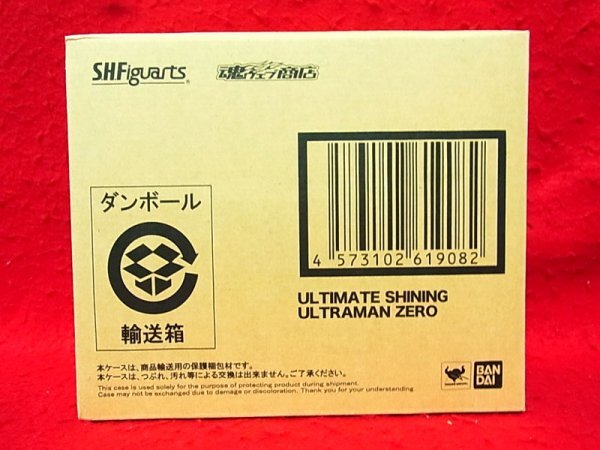 S.H.Figuarts
魂ウェブ商店
ダンボール
輸送箱
4 573102 619082
ULTIMATE SHINING
ULTRAMAN ZERO
本ケースは、商品輸送用の保護梱包材です。
本ケースは、つぶれ、汚れ等による交換は出来ません。ご了承ください。
This case is used solely for the purpose of protecting product during shipment.
Case may not be exchanged due to damage or discoloration. Thank you for your understanding.
BAN
DAI